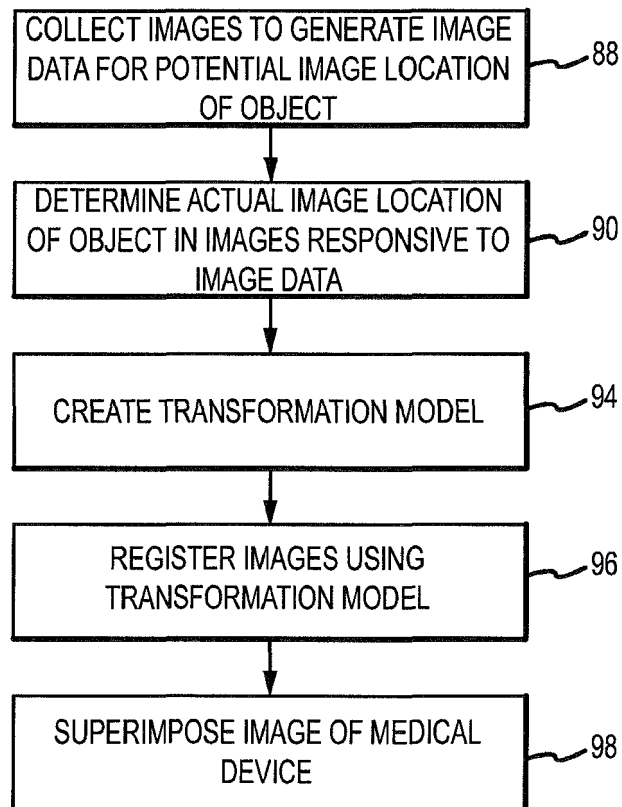 COLLECT IMAGES TO GENERATE IMAGE
DATA FOR POTENTIAL IMAGE LOCATION
OF OBJECT
88
DETERMINE ACTUAL IMAGE LOCATION
OF OBJECT IN IMAGES RESPONSIVE TO
IMAGE DATA
90
CREATE TRANSFORMATION MODEL
94
REGISTER IMAGES USING
TRANSFORMATION MODEL
96
SUPERIMPOSE IMAGE OF MEDICAL
DEVICE
98